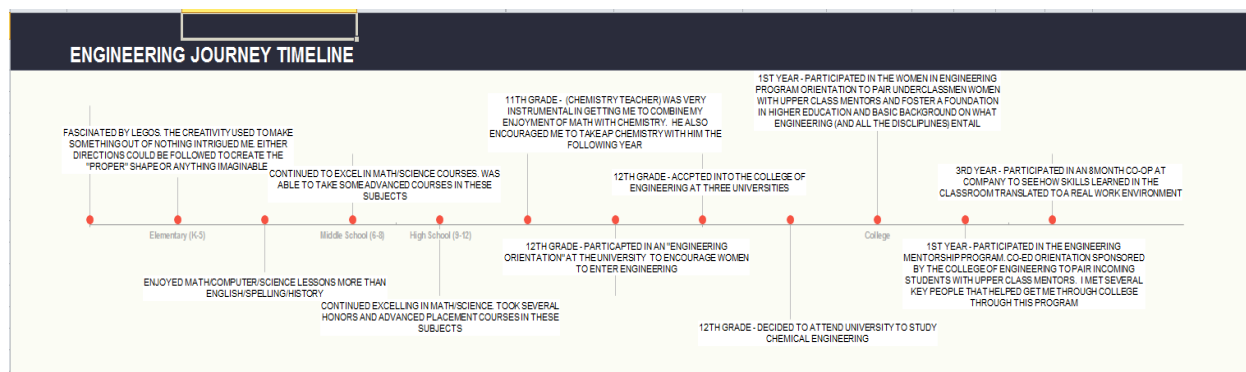 ENGINEERING JOURNEY TIMELINE
FASCINATED BY LEGOS. THE CREATIVITY USED TO MAKE
SOMETHING OUT OF NOTHING INTRIGUED ME. EITHER
DIRECTIONS COULD BE FOLLOWED TO CREATE THE
"PROPER" SHAPE OR ANYTHING IMAGINABLE
CONTINUED TO EXCEL IN MATH/SCIENCE COURSES. WAS
ABLE TO TAKE SOME ADVANCED COURSES IN THESE
SUBJECTS
11TH GRADE - (CHEMISTRY TEACHER) WAS VERY
INSTRUMENTAL IN GETTING ME TO COMBINE MY
ENJOYMENT OF MATH WITH CHEMISTRY. HE ALSO
ENCOURAGED ME TO TAKE AP CHEMISTRY WITH HIM THE
FOLLOWING YEAR
12TH GRADE - ACCPTED INTO THE COLLEGE OF
ENGINEERING AT THREE UNIVERSITIES
1ST YEAR - PARTICIPATED IN THE WOMEN IN ENGINEERING
PROGRAM ORIENTATION TO PAIR UNDERCLASSMEN WOMEN
WITH UPPER CLASS MENTORS AND FOSTER A FOUNDATION
IN HIGHER EDUCATION AND BASIC BACKGROUND ON WHAT
ENGINEERING (AND ALL THE DISCLIPLINES) ENTAIL
3RD YEAR - PARTICIPATED IN AN 8 MONTH CO-OP AT
COMPANY TO SEE HOW SKILLS LEARNED IN THE
CLASSROOM TRANSLATED TO A REAL WORK ENVIRONMENT
Elementary (K-5)
Middle School (6-8)
High School (9-12)
College
ENJOYED MATH/COMPUTER/SCIENCE LESSONS MORE THAN
ENGLISH/SPELLING/HISTORY
CONTINUED EXCELLING IN MATH/SCIENCE. TOOK SEVERAL
HONORS AND ADVANCED PLACEMENT COURSES IN THESE
SUBJECTS
12TH GRADE - PARTICAPTED IN AN "ENGINEERING
ORIENTATION" AT THE UNIVERSITY TO ENCOURAGE WOMEN
TO ENTER ENGINEERING
12TH GRADE - DECIDED TO ATTEND UNIVERSITY TO STUDY
CHEMICAL ENGINEERING
1ST YEAR - PARTICIPATED IN THE ENGINEERING
MENTORSHIP PROGRAM. CO-ED ORIENTATION SPONSORED
BY THE COLLEGE OF ENGINEERING TO PAIR INCOMING
STUDENTS WITH UPPER CLASS MENTORS. I MET SEVERAL
KEY PEOPLE THAT HELPED GET ME THROUGH COLLEGE
THROUGH THIS PROGRAM